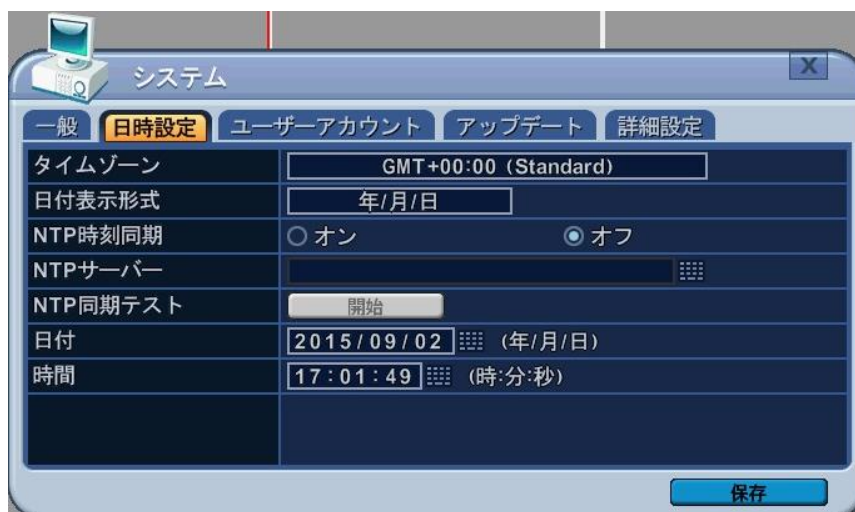 システム
X
一般 日時設定 ユーザーアカウント アップデート 詳細設定
タイムゾーン GMT+00:00 (Standard)
日付表示形式 年/月/日
NTP時刻同期 オン オフ
NTPサーバー
NTP同期テスト 開始
日付 2015/09/02 (年/月/日)
時間 17:01:49 (時:分:秒)
保存